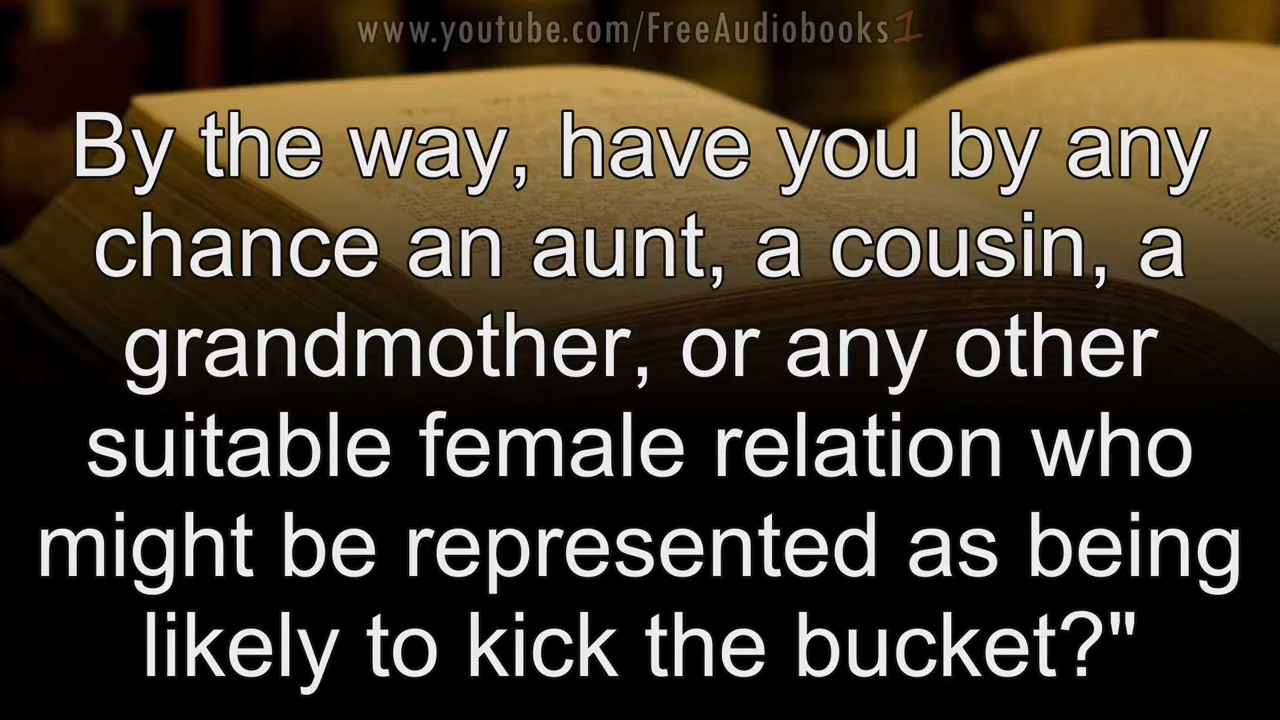 www.youtube.com/FreeAudiobooks1
By the way, have you by any
chance an aunt, a cousin, a
grandmother, or any other
suitable female relation who
might be represented as being
likely to kick the bucket?"